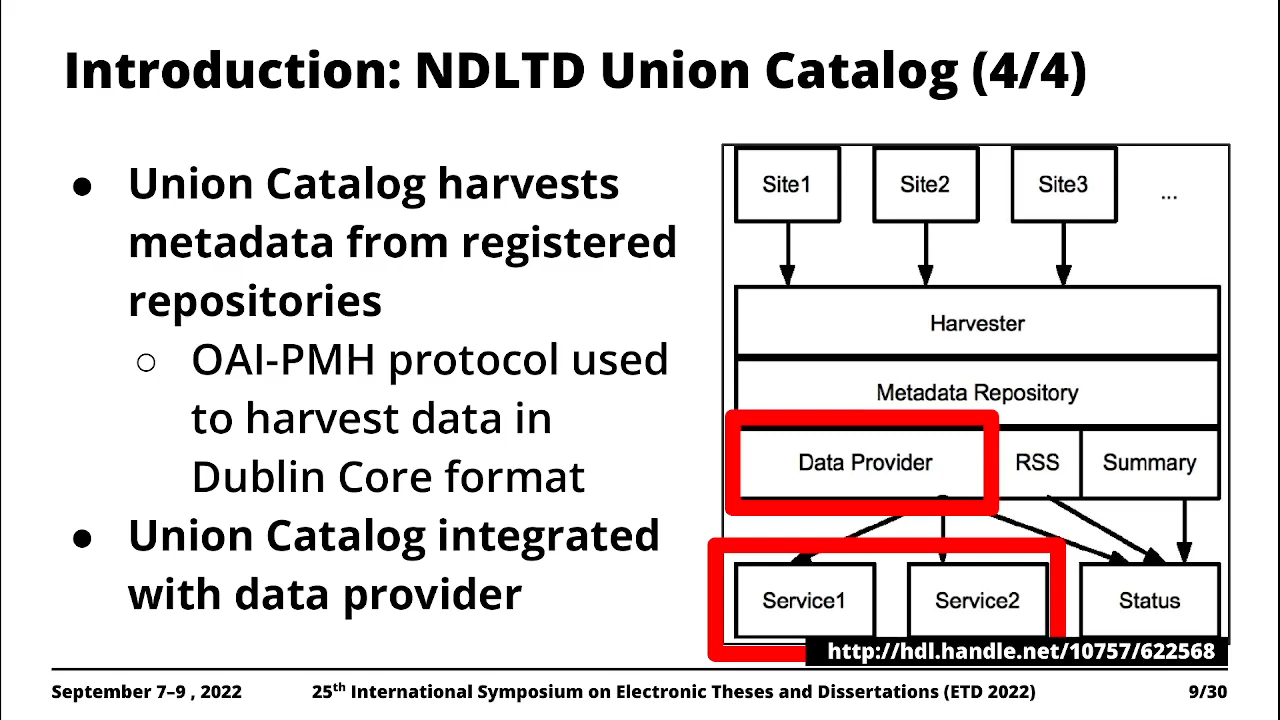 Introduction: NDLTD Union Catalog (4/4)
● Union Catalog harvests
metadata from registered
repositories
○ OAI-PMH protocol used
to harvest data in
Dublin Core format
● Union Catalog integrated
with data provider
Site1 Site2 Site3 ...
Harvester
Metadata Repository
Data Provider RSS Summary
Service1 Service2 Status
http://hdl.handle.net/10757/622568
September 7–9 , 2022 25th International Symposium on Electronic Theses and Dissertations (ETD 2022) 9/30